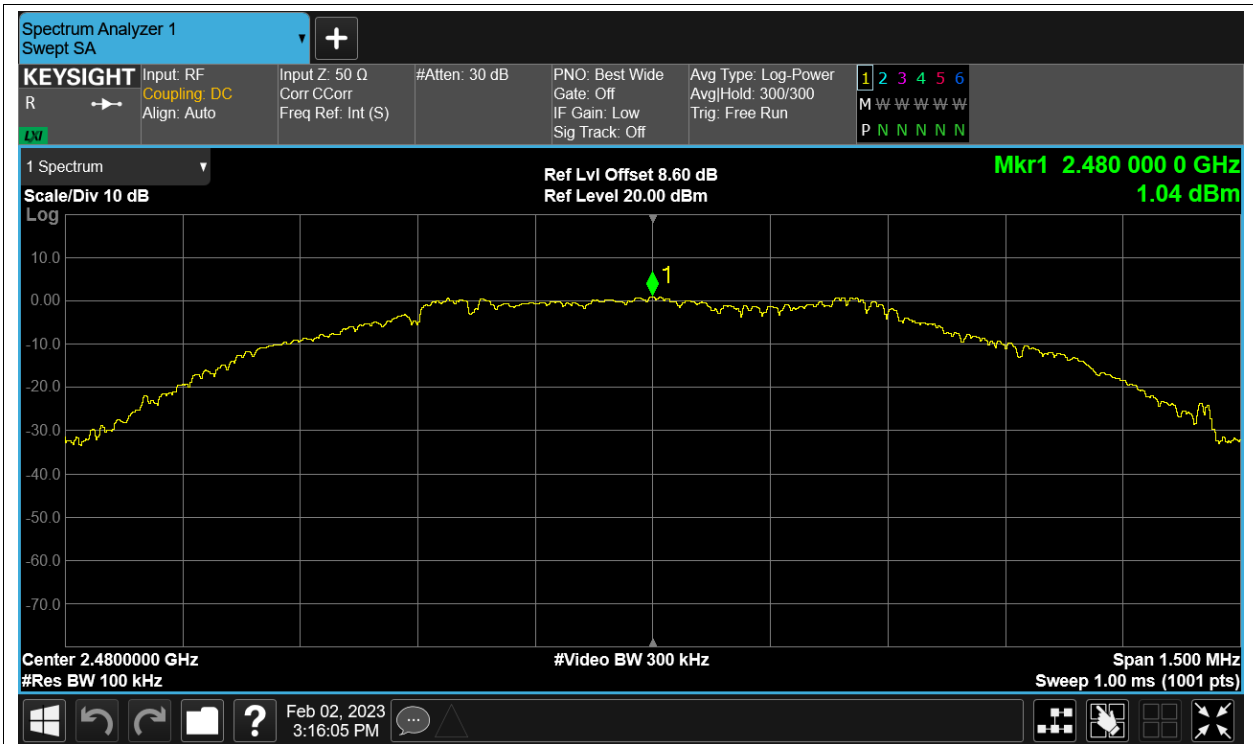 Spectrum Analyzer 1
Swept SA
KEYSIGHT
R
LXI
Input: RF
Coupling: DC
Align: Auto
Input Z: 50 Ω
Corr CCorr
Freq Ref: Int (S)
#Atten: 30 dB
PNO: Best Wide
Gate: Off
IF Gain: Low
Sig Track: Off
Avg Type: Log-Power
Avg|Hold: 300/300
Trig: Free Run
1 2 3 4 5 6
M W W W W W
P N N N N N
1 Spectrum
Scale/Div 10 dB
Ref Lvl Offset 8.60 dB
Ref Level 20.00 dBm
Mkr1 2.480 000 0 GHz
1.04 dBm
Log
10.0
1
0.00
-10.0
-20.0
-30.0
-40.0
-50.0
-60.0
-70.0
Center 2.4800000 GHz
#Video BW 300 kHz
Span 1.500 MHz
#Res BW 100 kHz
Sweep 1.00 ms (1001 pts)
?
Feb 02, 2023
3:16:05 PM